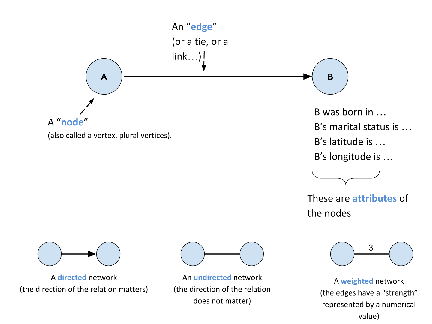 An "edge"
(or a tie, or a
link…)
A
B
A "node"
(also called a vertex, plural vertices).
B was born in …
B's marital status is …
B's latitude is …
B's longitude is …
These are attributes of
the nodes
A directed network
(the direction of the relation matters)
An undirected network
(the direction of the relation
does not matter)
3
A weighted network
(the edges have a "strength"
represented by a numerical
value)